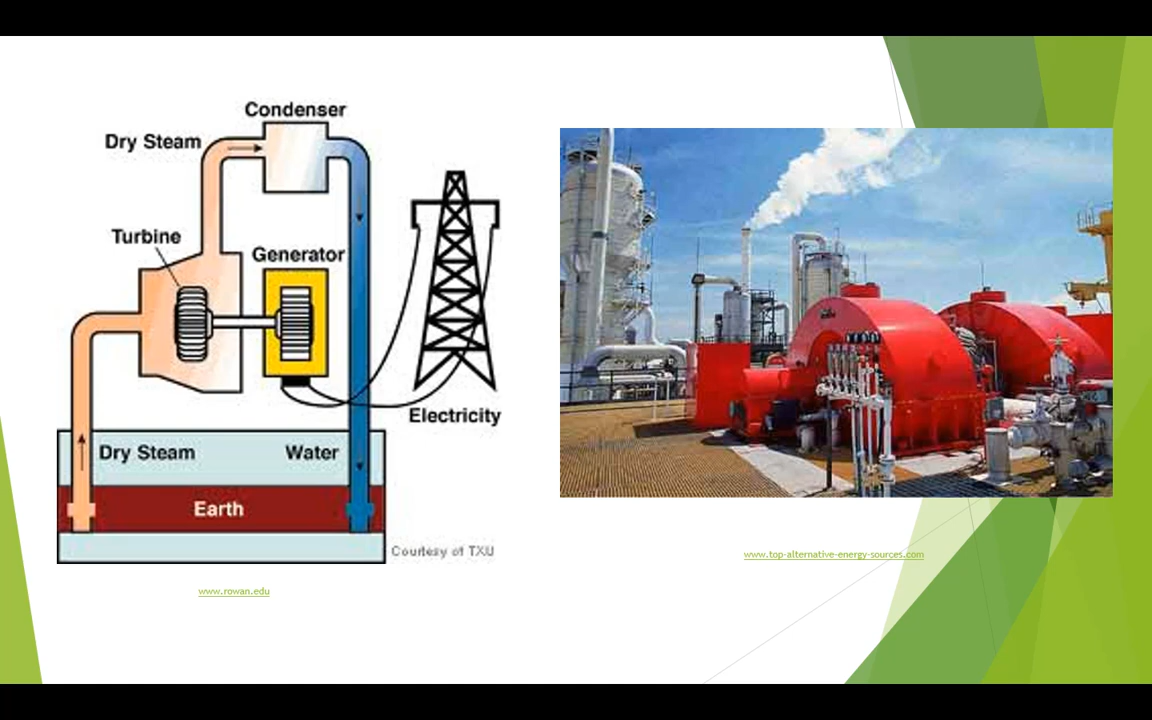 Condenser
Dry Steam
Turbine
Generator
Electricity
Dry Steam
Water
Earth
Courtesy of TXU
www.rowan.edu
www.top-alternative-energy-sources.com